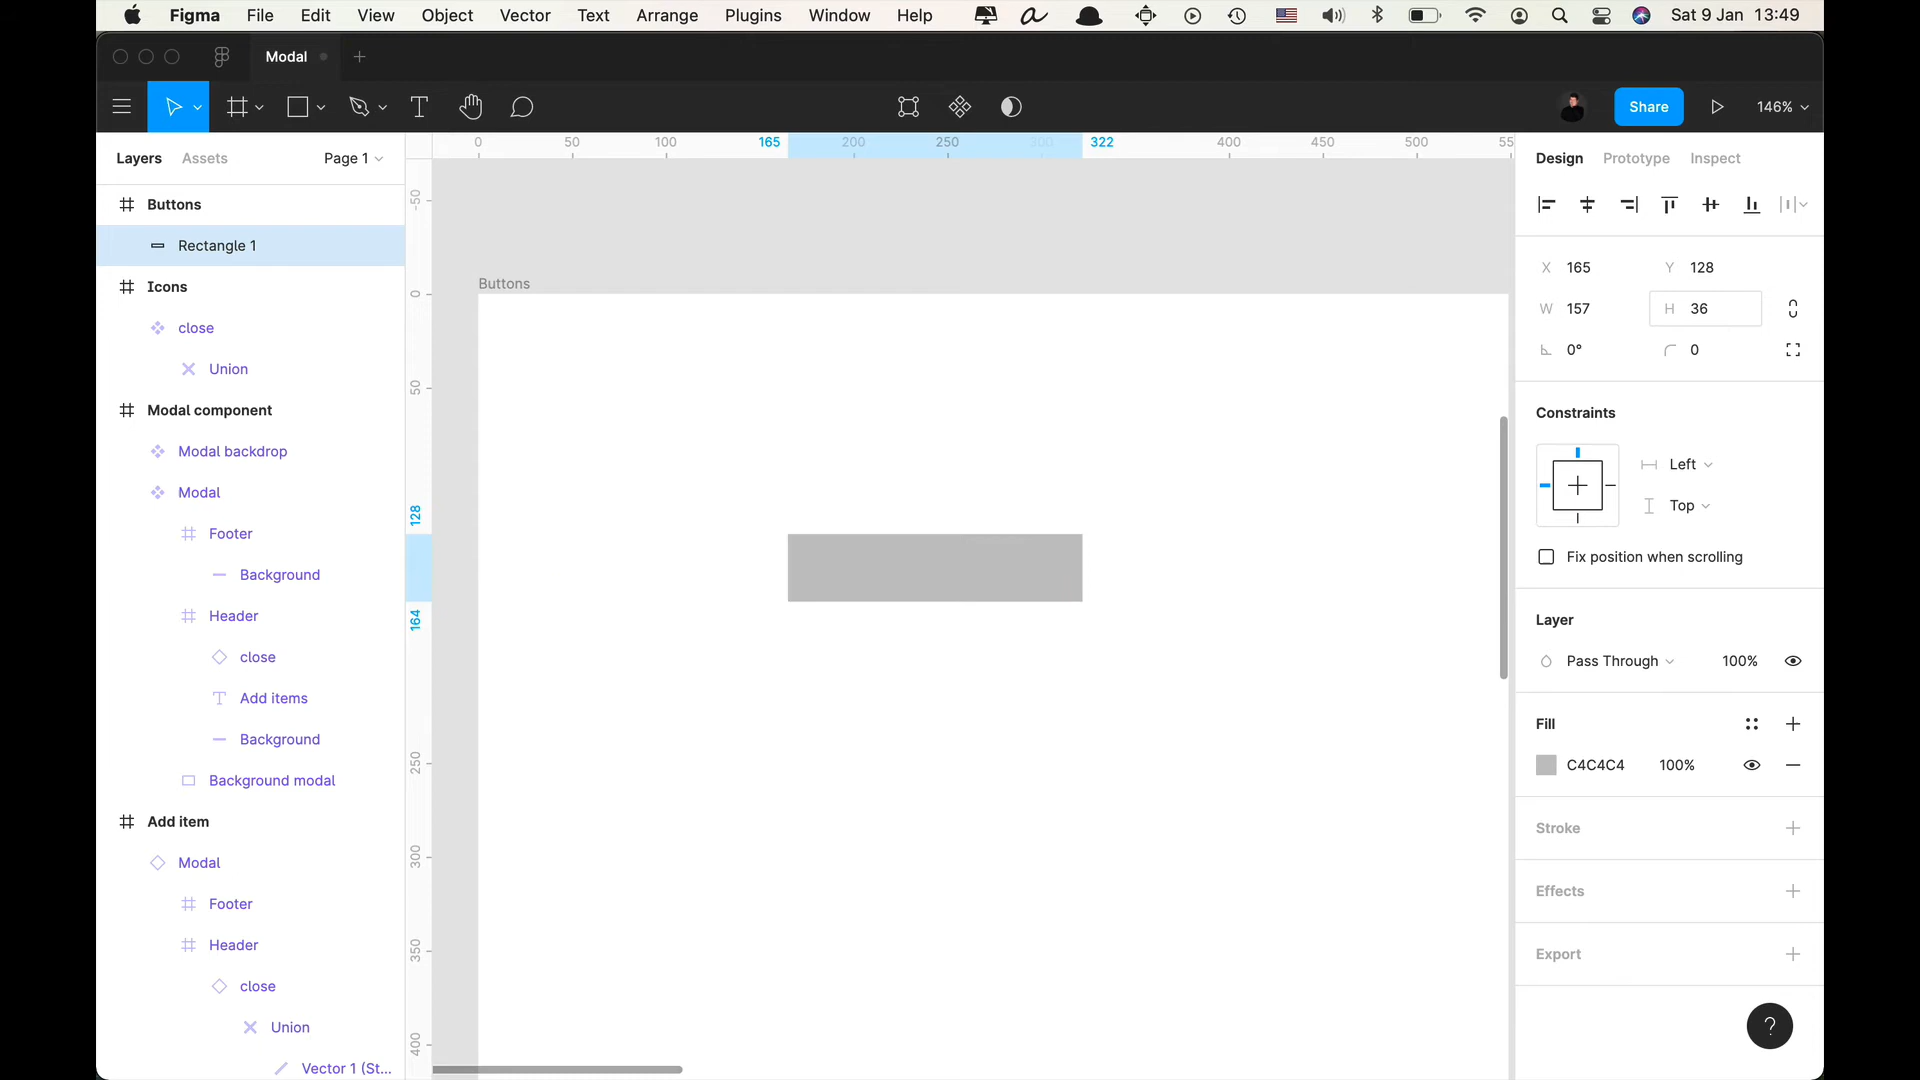 Figma File Edit View Object Vector Text Arrange Plugins Window Help Sat 9 Jan 13:49
Modal
Share 146%
Layers Assets Page 1
Buttons
Rectangle 1
Icons
close
Union
Modal component
Modal backdrop
Modal
Footer
Background
Header
close
Add items
Background
Background modal
Add item
Modal
Footer
Header
close
Union
Vector 1 (St...
0 50 100 165 200 250 300 322 400 450 500 55
-50
0
50
128
164
250
300
350
400
Buttons
Design Prototype Inspect
X 165 Y 128
W 157 H 36
0° 0
Constraints
Left
Top
Fix position when scrolling
Layer
Pass Through 100%
Fill
C4C4C4 100%
Stroke
Effects
Export
?